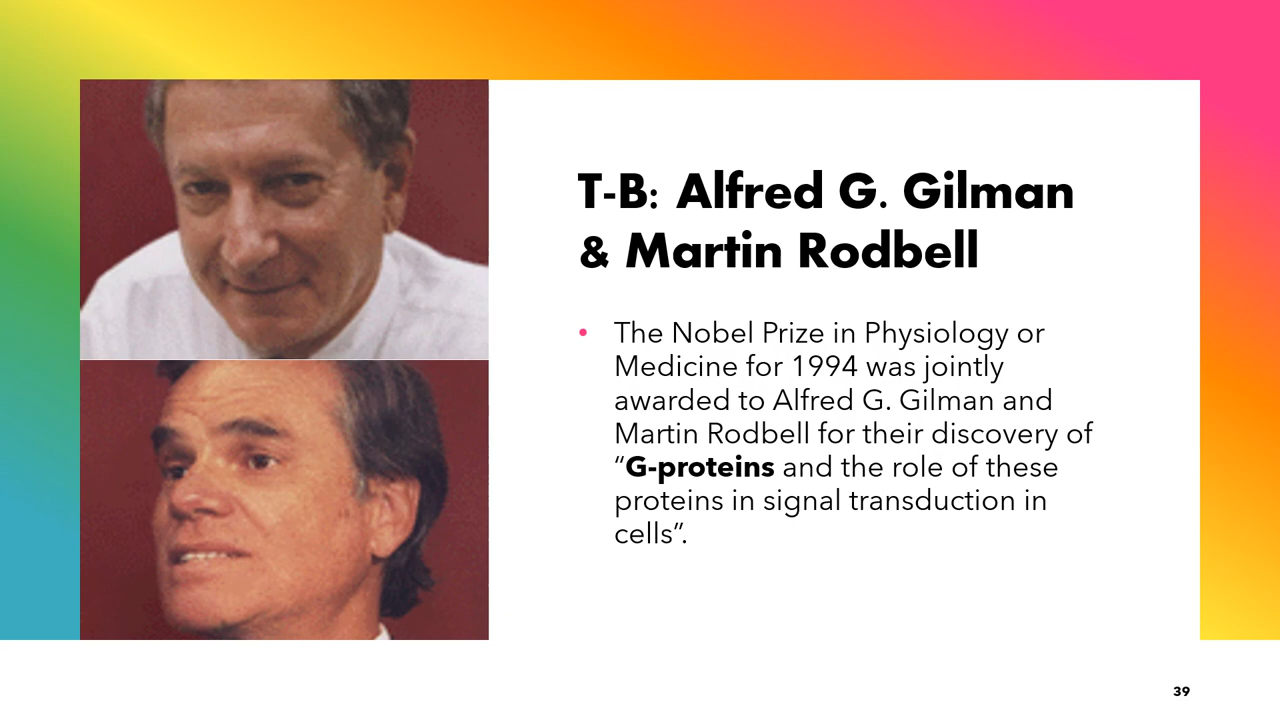 T-B: Alfred G. Gilman
& Martin Rodbell
• The Nobel Prize in Physiology or
Medicine for 1994 was jointly
awarded to Alfred G. Gilman and
Martin Rodbell for their discovery of
“G-proteins and the role of these
proteins in signal transduction in
cells”.
39